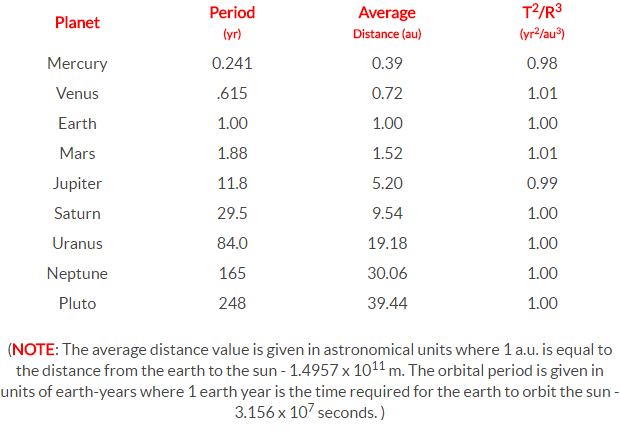 Planet Period (yr) Average Distance (au) T²/R³ (yr²/au³)
Mercury 0.241 0.39 0.98
Venus .615 0.72 1.01
Earth 1.00 1.00 1.00
Mars 1.88 1.52 1.01
Jupiter 11.8 5.20 0.99
Saturn 29.5 9.54 1.00
Uranus 84.0 19.18 1.00
Neptune 165 30.06 1.00
Pluto 248 39.44 1.00
(NOTE: The average distance value is given in astronomical units where 1 a.u. is equal to
the distance from the earth to the sun - 1.4957 x 10¹¹ m. The orbital period is given in
units of earth-years where 1 earth year is the time required for the earth to orbit the sun -
3.156 x 10⁷ seconds. )